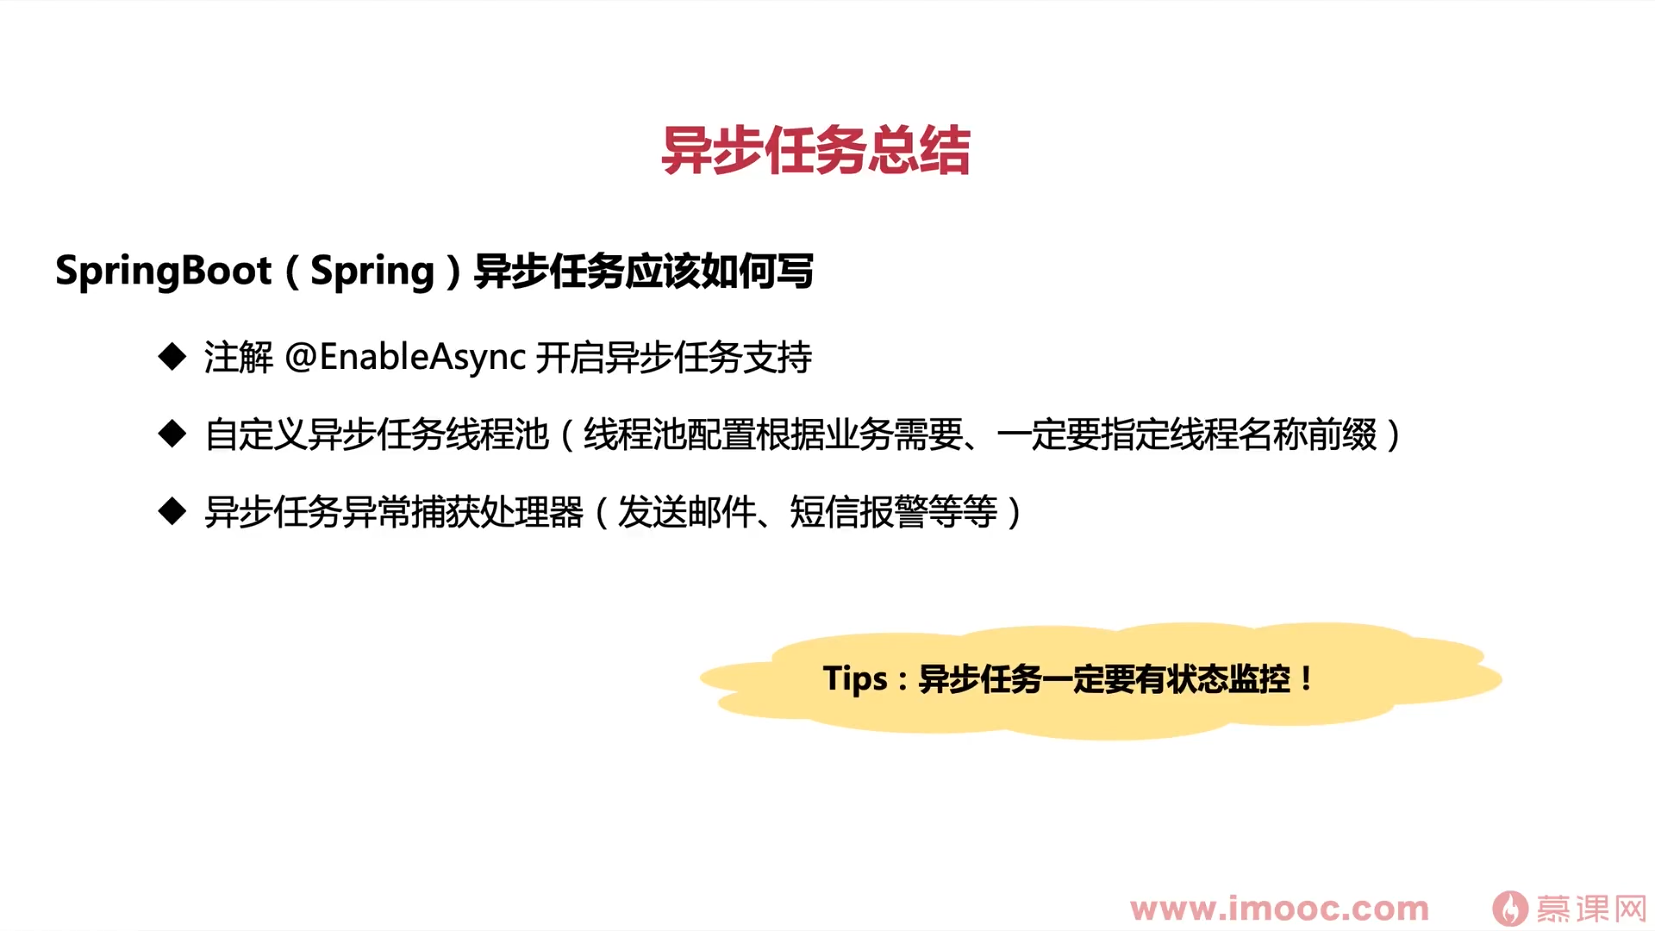 异步任务总结
SpringBoot（Spring）异步任务应该如何写
◆ 注解 @EnableAsync 开启异步任务支持
◆ 自定义异步任务线程池（线程池配置根据业务需要、一定要指定线程名称前缀）
◆ 异步任务异常捕获处理器（发送邮件、短信报警等等）
Tips：异步任务一定要有状态监控！
www.imooc.com 慕课网